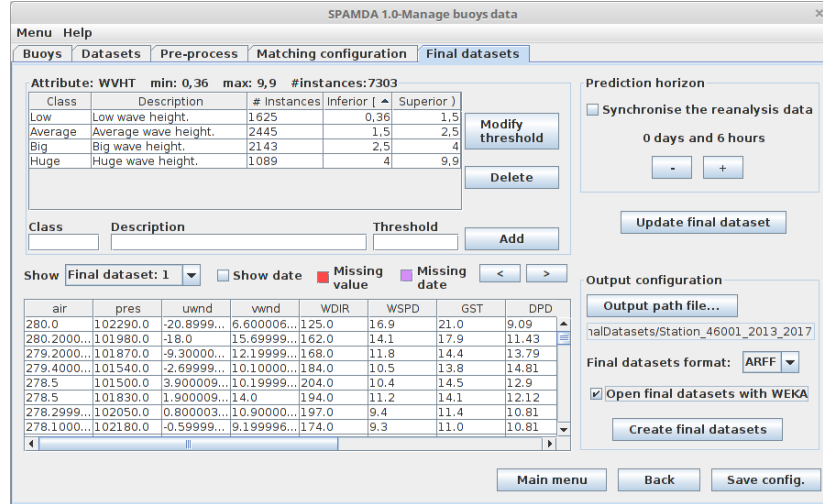 SPAMDA 1.0-Manage buoys data
Menu Help
Buoys Datasets Pre-process Matching configuration Final datasets
Attribute: WVHT min: 0,36 max: 9,9 #instances:7303
Class Description # Instances Inferior [ Superior )
Low Low wave height. 1625 0,36 1,5
Average Average wave height. 2445 1,5 2,5
Big Big wave height. 2143 2,5 4
Huge Huge wave height. 1089 4 9,9
Modify threshold
Delete
Class Description Threshold
Add
Prediction horizon
Synchronise the reanalysis data
0 days and 6 hours
- +
Update final dataset
Show Final dataset: 1 Show date Missing value Missing date < >
air pres uwnd vwnd WDIR WSPD GST DPD
280.0 102290.0 -20.8999... 6.600006... 125.0 16.9 21.0 9.09
280.2000... 101980.0 -18.0 15.69999... 162.0 14.1 17.9 11.43
279.2000... 101870.0 -9.30000... 12.19999... 168.0 11.8 14.4 13.79
279.4000... 101540.0 -2.69999... 10.10000... 184.0 10.5 13.8 14.81
278.5 101500.0 3.900009... 10.19999... 204.0 10.4 14.5 12.9
278.5 101830.0 1.900009... 14.0 194.0 11.2 14.1 12.12
278.2999... 102050.0 0.800003... 10.90000... 197.0 9.4 11.4 10.81
278.1000... 102180.0 -0.59999... 9.199996... 174.0 9.3 11.0 10.81
Output configuration
Output path file...
nalDatasets/Station_46001_2013_2017
Final datasets format: ARFF
Open final datasets with WEKA
Create final datasets
Main menu Back Save config.